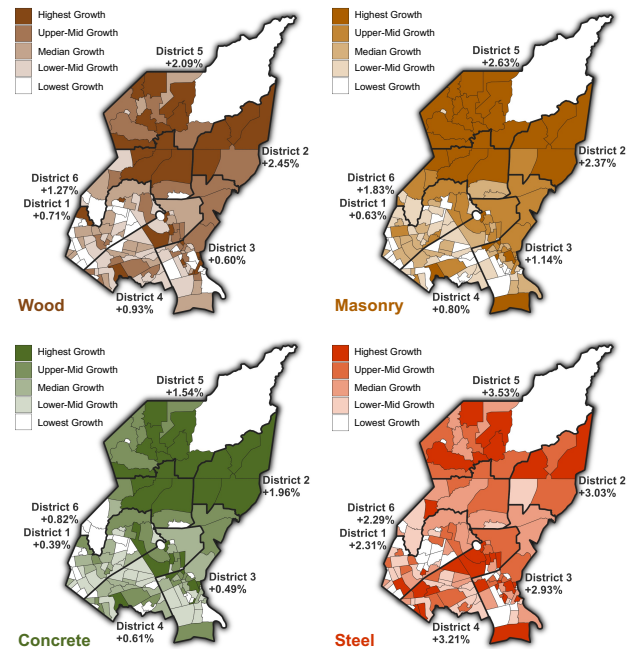 Highest Growth
Upper-Mid Growth
Median Growth
Lower-Mid Growth
Lowest Growth
District 5
+2.09%
District 2
+2.45%
District 6
+1.27%
District 1
+0.71%
District 3
+0.60%
District 4
+0.93%
Wood
Highest Growth
Upper-Mid Growth
Median Growth
Lower-Mid Growth
Lowest Growth
District 5
+2.63%
District 2
+2.37%
District 6
+1.83%
District 1
+0.63%
District 3
+1.14%
District 4
+0.80%
Masonry
Highest Growth
Upper-Mid Growth
Median Growth
Lower-Mid Growth
Lowest Growth
District 5
+1.54%
District 2
+1.96%
District 6
+0.82%
District 1
+0.39%
District 3
+0.49%
District 4
+0.61%
Concrete
Highest Growth
Upper-Mid Growth
Median Growth
Lower-Mid Growth
Lowest Growth
District 5
+3.53%
District 2
+3.03%
District 6
+2.29%
District 1
+2.31%
District 3
+2.93%
District 4
+3.21%
Steel